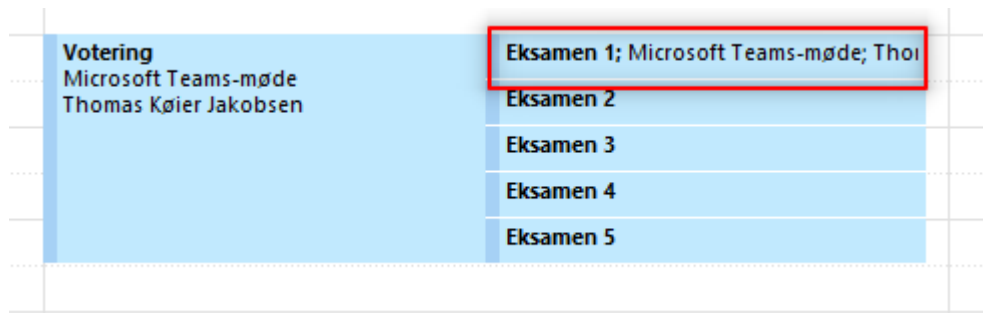 Votering
Microsoft Teams-møde
Thomas Køier Jakobsen
Eksamen 1; Microsoft Teams-møde;
Eksamen 2
Eksamen 3
Eksamen 4
Eksamen 5